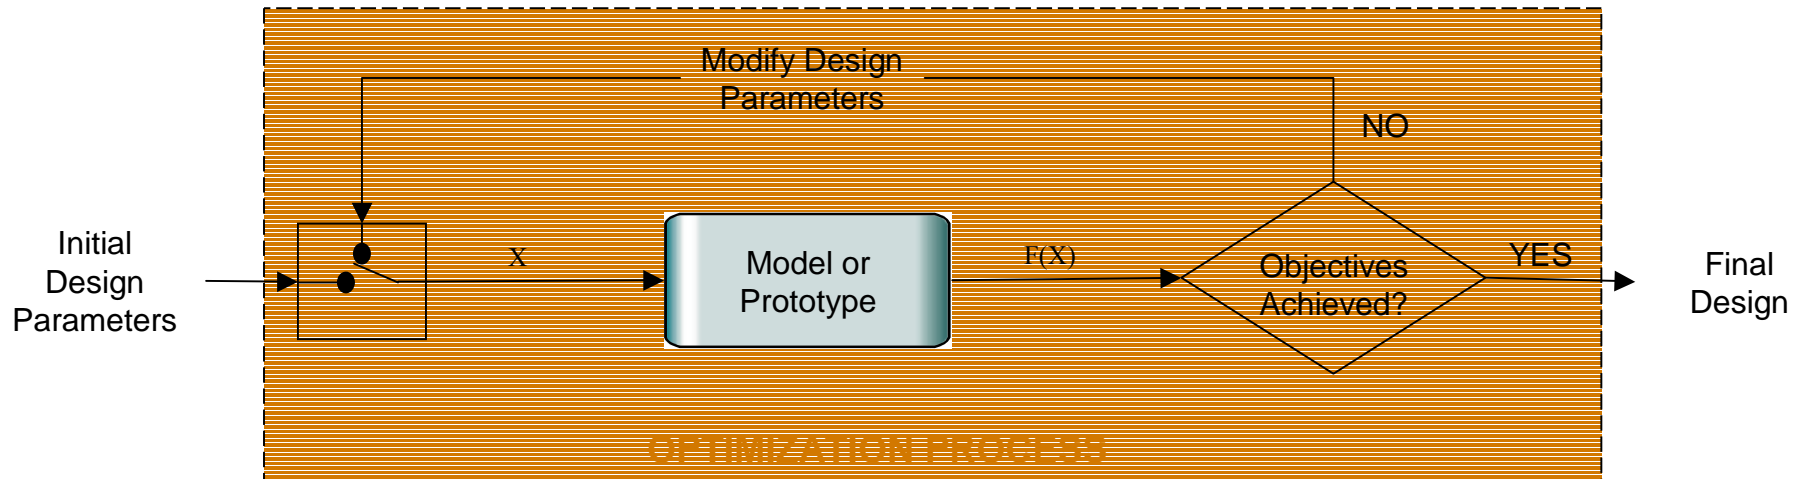 Modify Design
Parameters
NO
Initial
Design
Parameters
X
Model or
Prototype
F(X)
Objectives
Achieved?
YES
Final
Design
OPTIMIZATION PROCESS